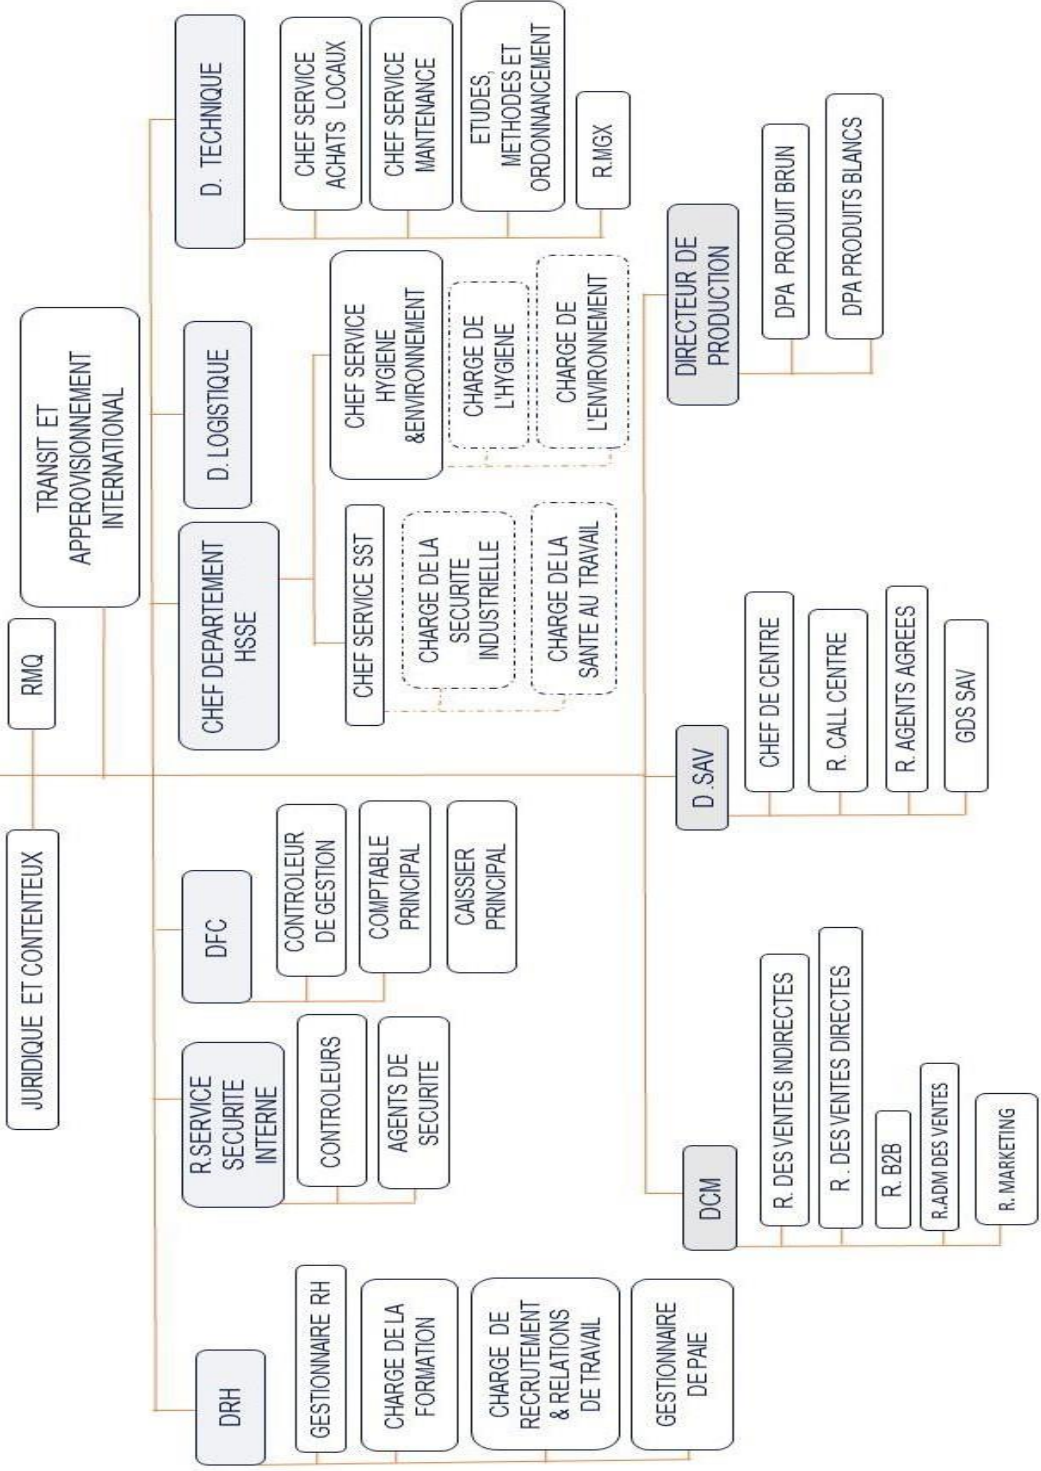 JURIDIQUE ET CONTENTEUX
RMQ
TRANSIT ET
APPEROVISIONNEMENT
INTERNATIONAL
DRH
GESTIONNAIRE RH
CHARGE DE LA
FORMATION
CHARGE DE
RECRUTEMENT
& RELATIONS
DE TRAVAIL
GESTIONNAIRE
DE PAIE
R.SERVICE
SECURITE
INTERNE
CONTROLEURS
AGENTS DE
SECURITE
DFC
CONTROLEUR
DE GESTION
COMPTABLE
PRINCIPAL
CAISSIER
PRINCIPAL
CHEF DEPARTEMENT
HSSE
CHEF SERVICE SST
CHARGE DE LA
SECURITE
INDUSTRIELLE
CHARGE DE LA
SANTE AU TRAVAIL
CHEF SERVICE
HYGIENE
&ENVIRONNEMENT
CHARGE DE
L'HYGIENE
CHARGE DE
L'ENVIRONNEMENT
D. LOGISTIQUE
D. TECHNIQUE
CHEF SERVICE
ACHATS LOCAUX
CHEF SERVICE
MANTENANCE
ETUDES,
METHODES ET
ORDONNANCEMENT
R.MGX
DCM
R. DES VENTES INDIRECTES
R . DES VENTES DIRECTES
R. B2B
R.ADM DES VENTES
R. MARKETING
D .SAV
CHEF DE CENTRE
R. CALL CENTRE
R. AGENTS AGREES
GDS SAV
DIRECTEUR DE
PRODUCTION
DPA PRODUIT BRUN
DPA PRODUITS BLANCS